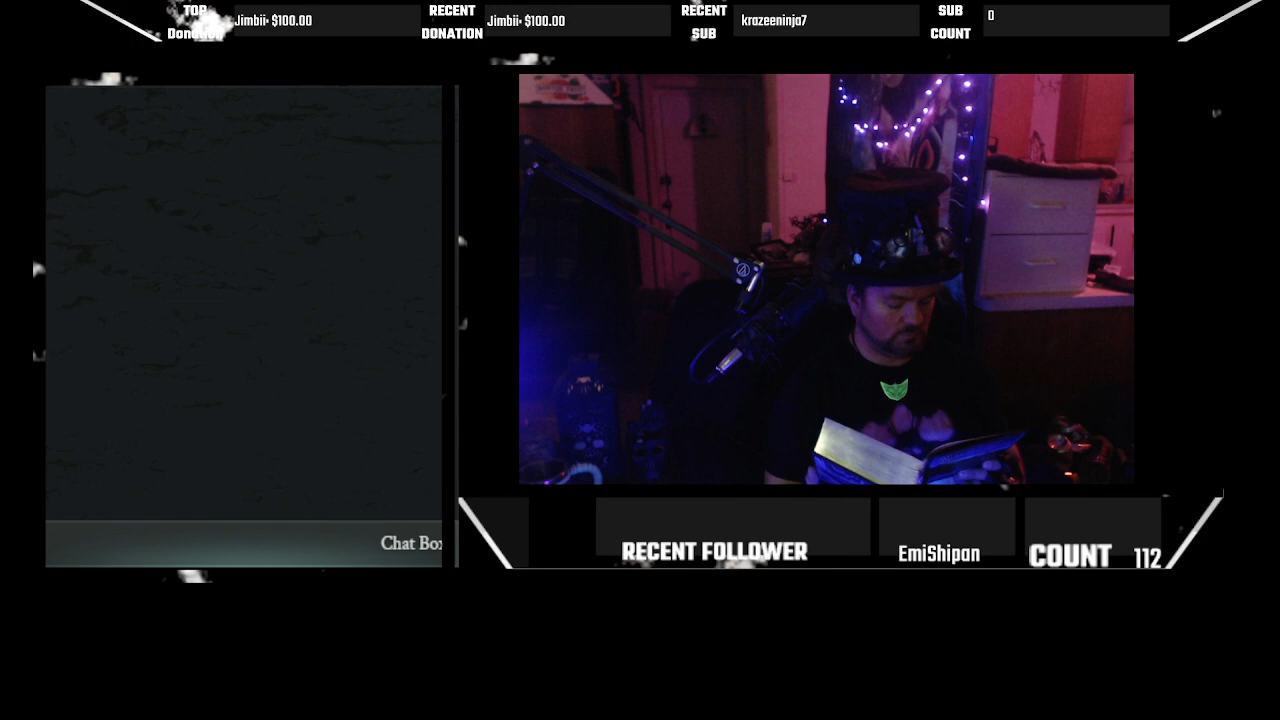 TOP
Donation
Jimbii: $100.00
RECENT
DONATION
Jimbii: $100.00
RECENT
SUB
krazeeninja7
SUB
COUNT
0
Chat Box
RECENT FOLLOWER
EmiShipan
COUNT
112